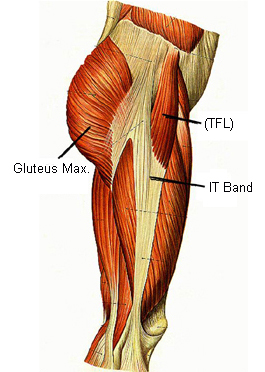 (TFL)
Gluteus Max.
IT Band